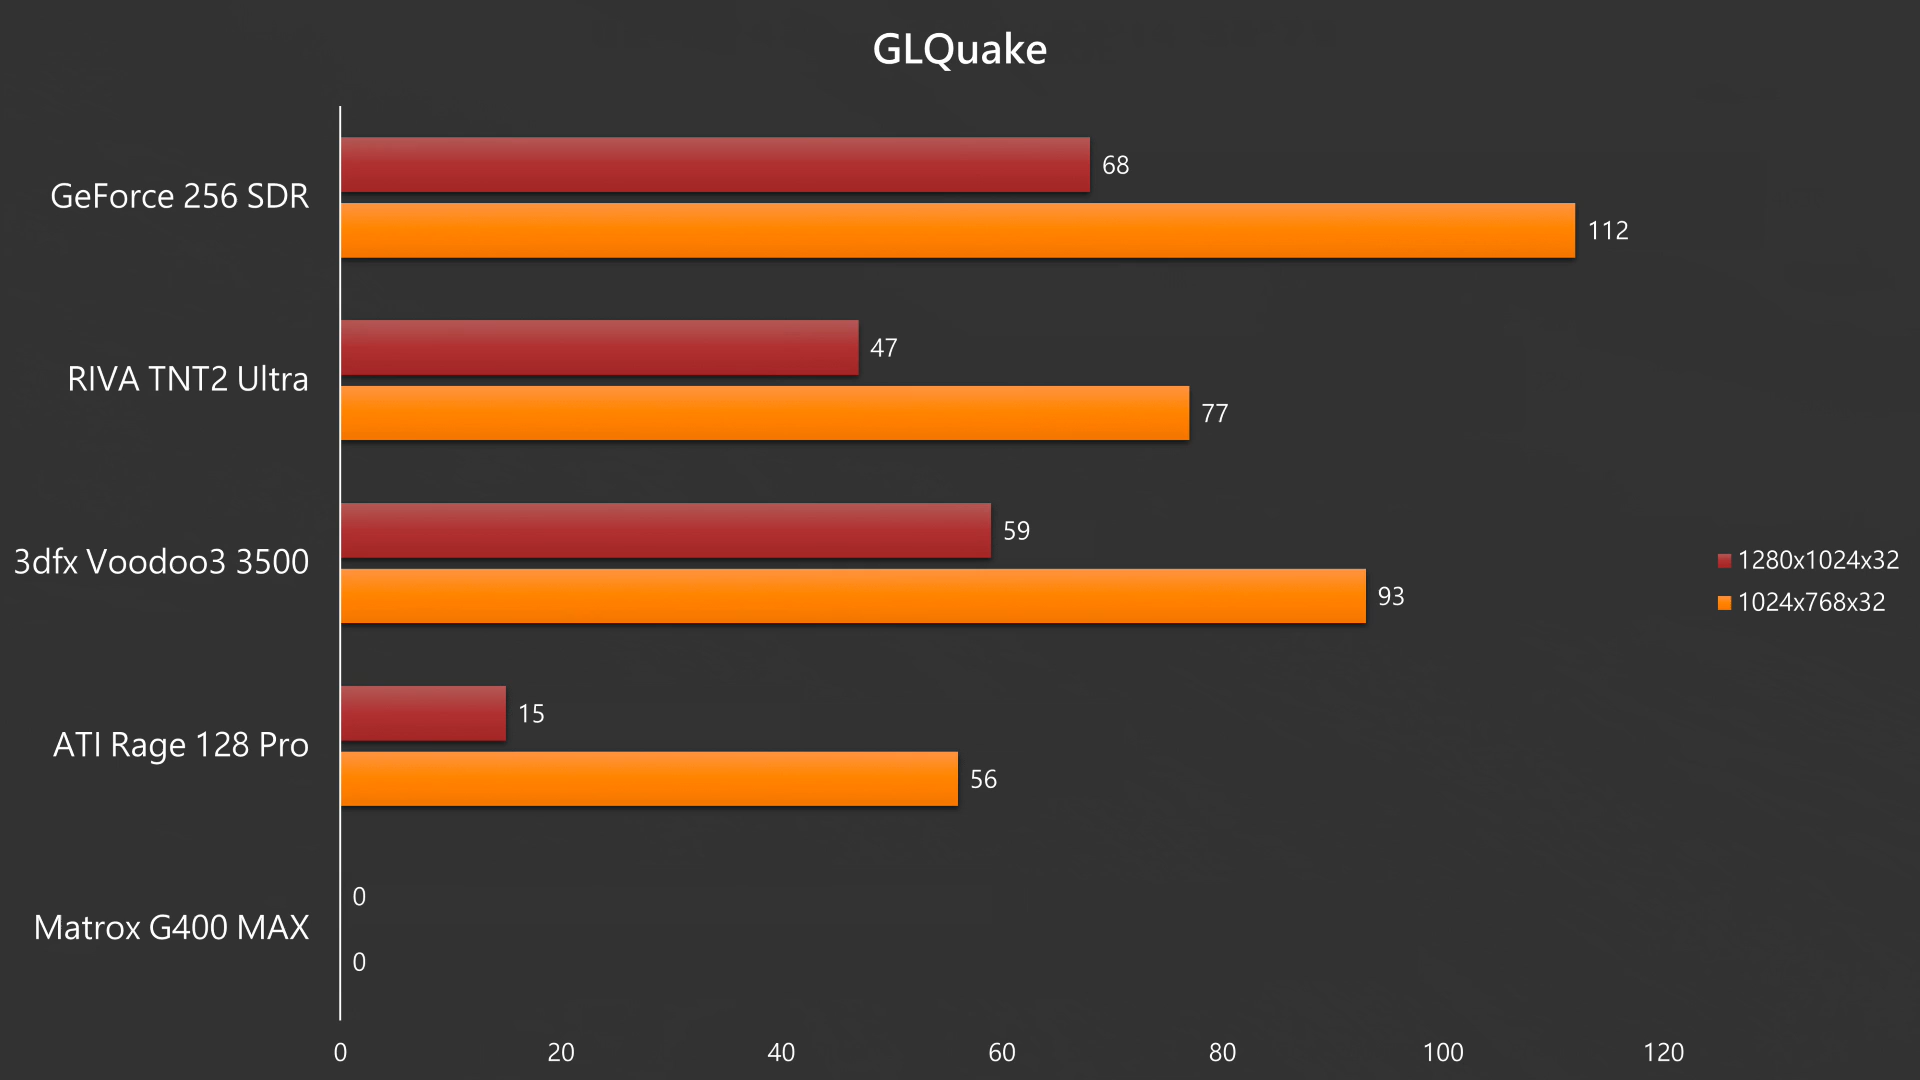 GLQuake
GeForce 256 SDR
68
112
RIVA TNT2 Ultra
47
77
3dfx Voodoo3 3500
59
93
ATI Rage 128 Pro
15
56
Matrox G400 MAX
0
0
1280x1024x32
1024x768x32
0 20 40 60 80 100 120